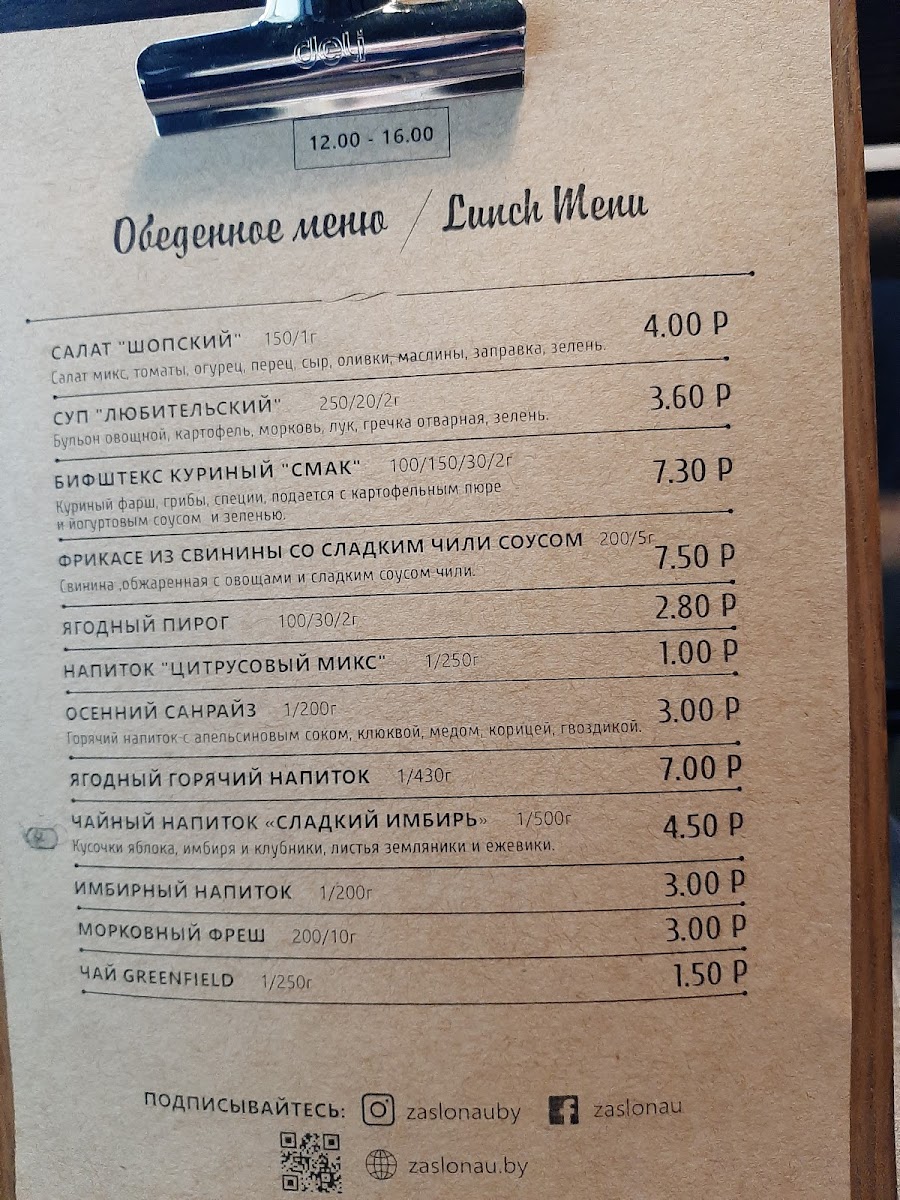 deli
12.00 - 16.00
Обеденное меню / Lunch Menu
САЛАТ "ШОПСКИЙ" 150/1г 4.00 Р
Салат микс, томаты, огурец, перец, сыр, оливки, маслины, заправка, зелень.
СУП "ЛЮБИТЕЛЬСКИЙ" 250/20/2г 3.60 Р
Бульон овощной, картофель, морковь, лук, гречка отварная, зелень.
БИФШТЕКС КУРИНЫЙ "СМАК" 100/150/30/2г 7.30 Р
Куриный фарш, грибы, специи, подается с картофельным пюре
и йогуртовым соусом и зеленью.
ФРИКАСЕ ИЗ СВИНИНЫ СО СЛАДКИМ ЧИЛИ СОУСОМ 200/5г 7.50 Р
Свинина ,обжаренная с овощами и сладким соусом чили.
ЯГОДНЫЙ ПИРОГ 100/30/2г 2.80 Р
НАПИТОК "ЦИТРУСОВЫЙ МИКС" 1/250г 1.00 Р
ОСЕННИЙ САНРАЙЗ 1/200г 3.00 Р
Горячий напиток с апельсиновым соком, клюквой, медом, корицей, гвоздикой.
ЯГОДНЫЙ ГОРЯЧИЙ НАПИТОК 1/430г 7.00 Р
ЧАЙНЫЙ НАПИТОК «СЛАДКИЙ ИМБИРЬ» 1/500г 4.50 Р
Кусочки яблока, имбиря и клубники, листья земляники и ежевики.
ИМБИРНЫЙ НАПИТОК 1/200г 3.00 Р
МОРКОВНЫЙ ФРЕШ 200/10г 3.00 Р
ЧАЙ GREENFIELD 1/250г 1.50 Р
ПОДПИСЫВАЙТЕСЬ: zaslonauby zaslonau
zaslonau.by